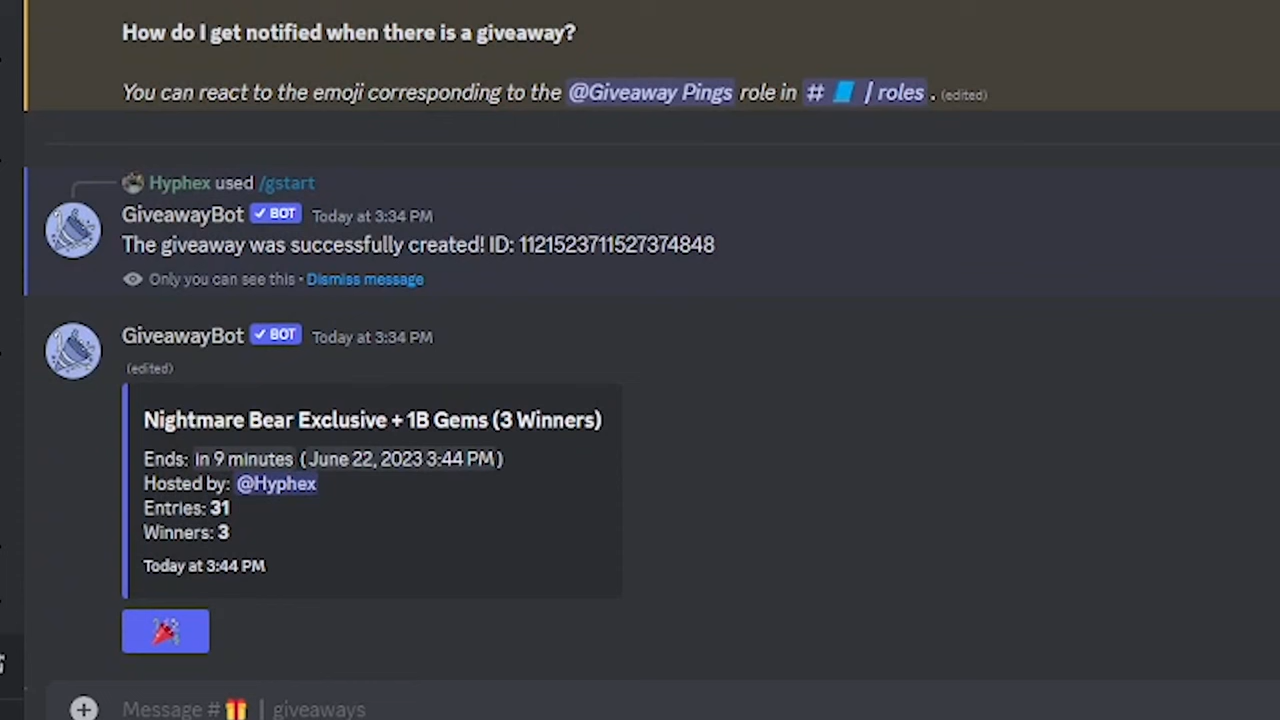 How do I get notified when there is a giveaway?
You can react to the emoji corresponding to the @Giveaway Pings role in # 📘 | roles . (edited)
Hyphex used /gstart
GiveawayBot ✓ BOT Today at 3:34 PM
The giveaway was successfully created! ID: 1121523711527374848
Only you can see this • Dismiss message
GiveawayBot ✓ BOT Today at 3:34 PM
(edited)
Nightmare Bear Exclusive + 1B Gems (3 Winners)
Ends: in 9 minutes (June 22, 2023 3:44 PM)
Hosted by: @Hyphex
Entries: 31
Winners: 3
Today at 3:44 PM
Message # 🎁 | giveaways